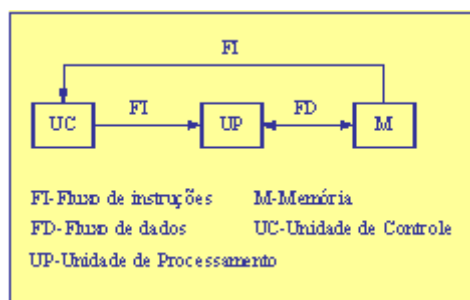 FI
UC FI UP FD M
FI-Fluxo de instruções M-Memória
FD-Fluxo de dados UC-Unidade de Controle
UP-Unidade de Processamento